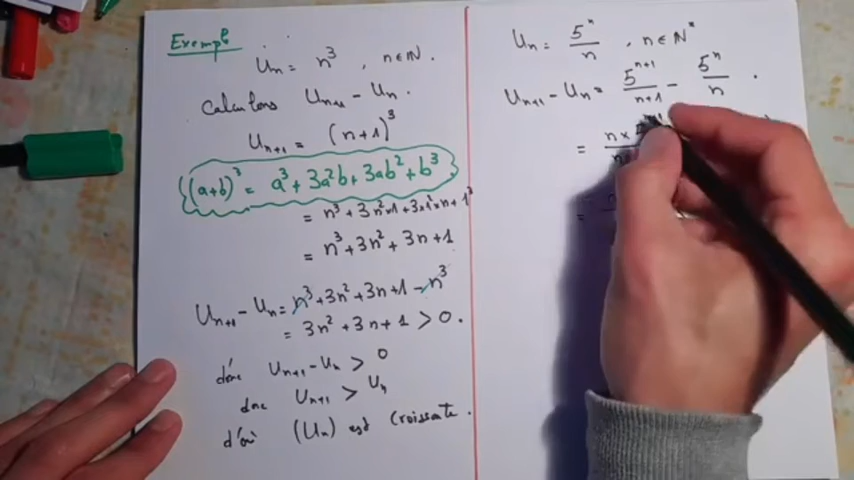 Exemple
Un = n³ , n∈ℕ.
Calculons Un+1 - Un.
Un+1 = (n+1)³
(a+b)³ = a³ + 3a²b + 3ab² + b³
= n³ + 3n²×1 + 3×1²×n + 1³
= n³ + 3n² + 3n + 1
Un+1 - Un = n³ + 3n² + 3n + 1 - n³
= 3n² + 3n + 1 > 0.
donc Un+1 - Un > 0
donc Un+1 > Un
d'où (Un) est croissante.
Un = 5ⁿ/n , n∈ℕ*
Un+1 - Un = 5ⁿ⁺¹/n+1 - 5ⁿ/n .
= n×
=